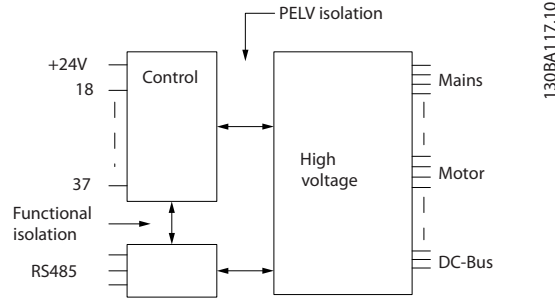 PELV isolation
+24V
Control
18
37
Functional
isolation
RS485
High
voltage
Mains
Motor
DC-Bus
130BA117.10